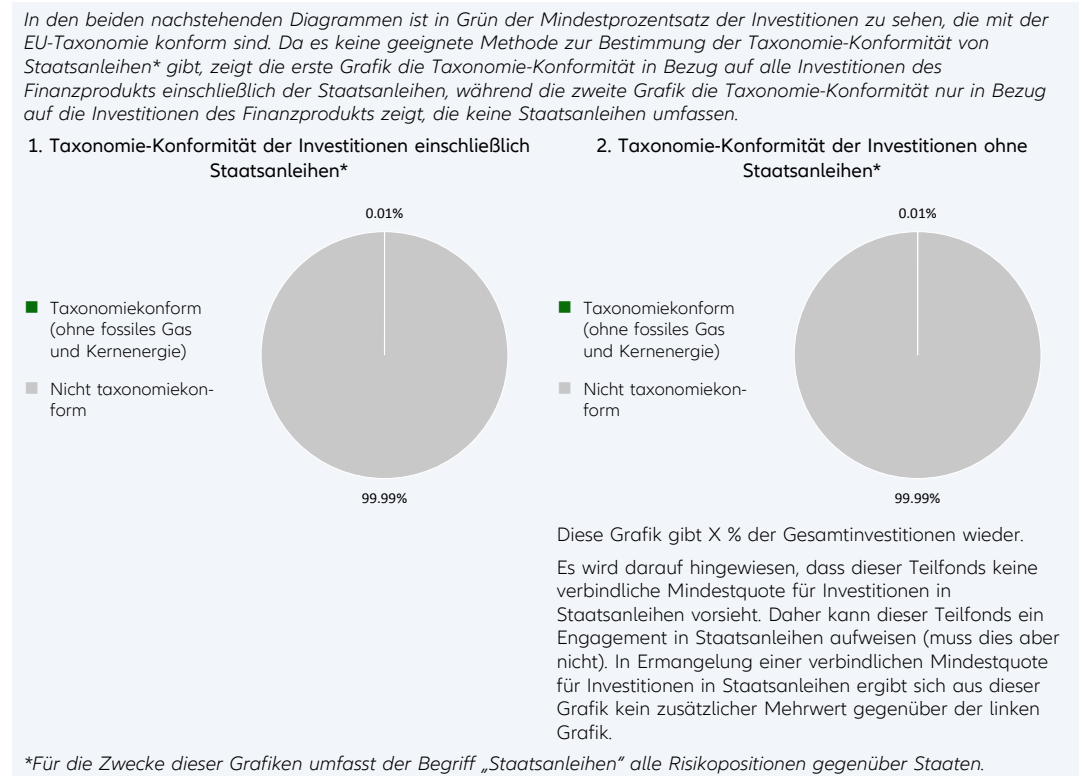 In den beiden nachstehenden Diagrammen ist in Grün der Mindestprozentsatz der Investitionen zu sehen, die mit der
EU-Taxonomie konform sind. Da es keine geeignete Methode zur Bestimmung der Taxonomie-Konformität von
Staatsanleihen* gibt, zeigt die erste Grafik die Taxonomie-Konformität in Bezug auf alle Investitionen des
Finanzprodukts einschließlich der Staatsanleihen, während die zweite Grafik die Taxonomie-Konformität nur in Bezug
auf die Investitionen des Finanzprodukts zeigt, die keine Staatsanleihen umfassen.
1. Taxonomie-Konformität der Investitionen einschließlich
Staatsanleihen*
0.01%
Taxonomiekonform
(ohne fossiles Gas
und Kernenergie)
Nicht taxonomiekon-
form
99.99%
2. Taxonomie-Konformität der Investitionen ohne
Staatsanleihen*
0.01%
Taxonomiekonform
(ohne fossiles Gas
und Kernenergie)
Nicht taxonomiekon-
form
99.99%
Diese Grafik gibt X % der Gesamtinvestitionen wieder.
Es wird darauf hingewiesen, dass dieser Teilfonds keine
verbindliche Mindestquote für Investitionen in
Staatsanleihen vorsieht. Daher kann dieser Teilfonds ein
Engagement in Staatsanleihen aufweisen (muss dies aber
nicht). In Ermangelung einer verbindlichen Mindestquote
für Investitionen in Staatsanleihen ergibt sich aus dieser
Grafik kein zusätzlicher Mehrwert gegenüber der linken
Grafik.
*Für die Zwecke dieser Grafiken umfasst der Begriff „Staatsanleihen” alle Risikopositionen gegenüber Staaten.